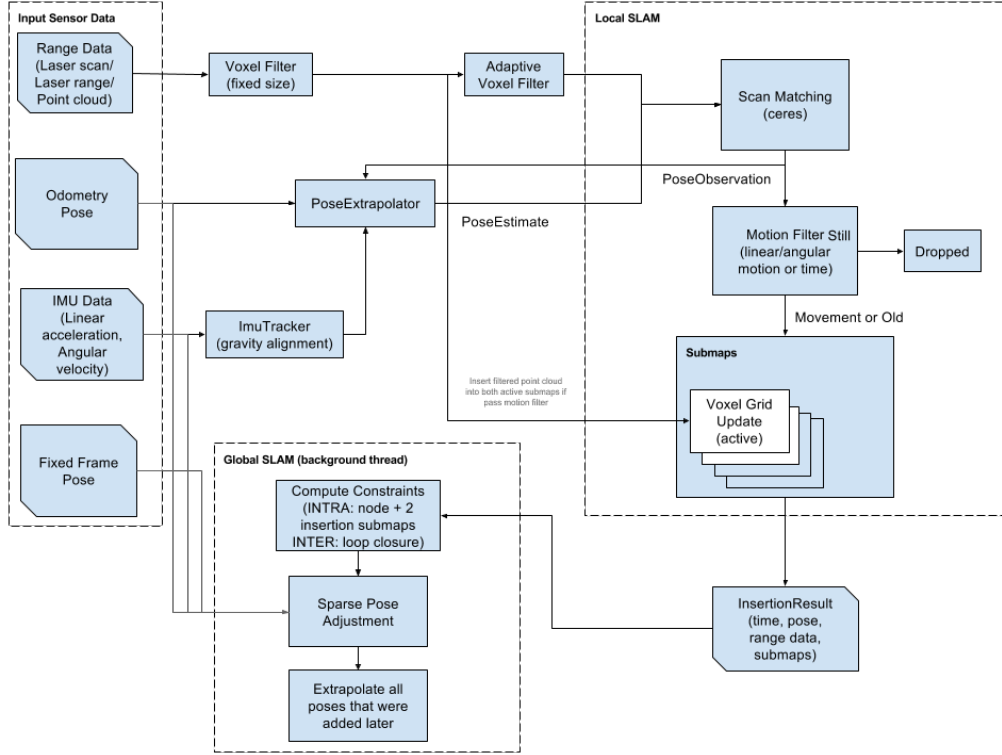 Input Sensor Data
Range Data
(Laser scan/
Laser range/
Point cloud)
Voxel Filter
(fixed size)
Adaptive
Voxel Filter
Local SLAM
Scan Matching
(ceres)
PoseObservation
Odometry
Pose
PoseExtrapolator
PoseEstimate
Motion Filter
(linear/angular
motion or time)
Still
Dropped
IMU Data
(Linear
acceleration,
Angular
velocity)
ImuTracker
(gravity alignment)
Movement or Old
Submaps
Insert filtered point cloud
into both active submaps if
pass motion filter
Voxel Grid
Update
(active)
Fixed Frame
Pose
Global SLAM (background thread)
Compute Constraints
(INTRA: node + 2
insertion submaps
INTER: loop closure)
Sparse Pose
Adjustment
Extrapolate all
poses that were
added later
InsertionResult
(time, pose,
range data,
submaps)